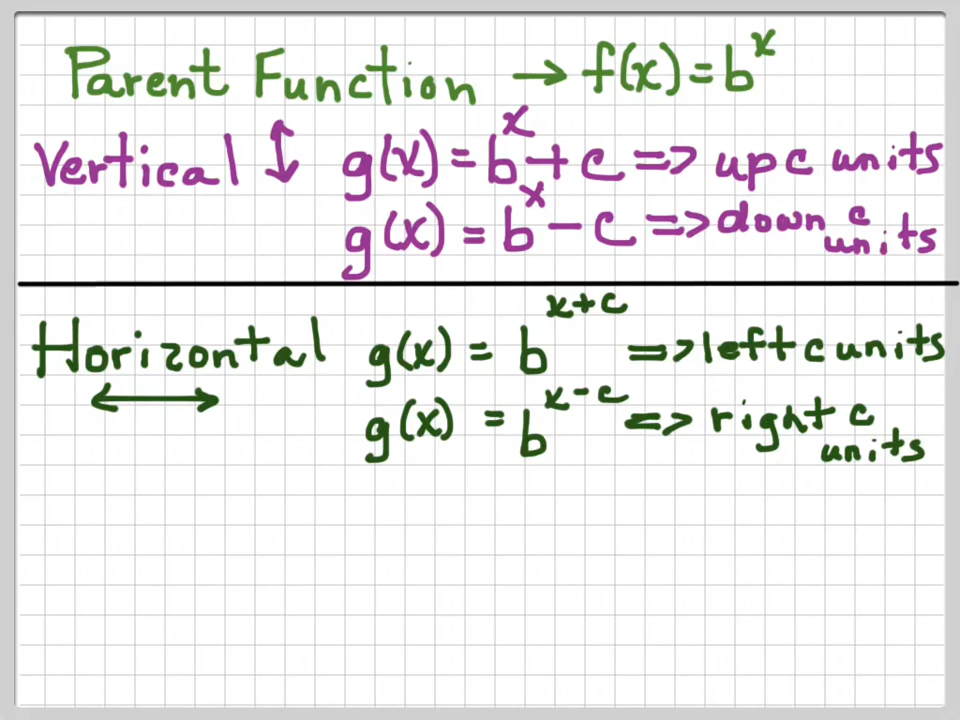 Parent Function → f(x) = b^x
Vertical ↕ g(x) = b^x + c => up c units
g(x) = b^x - c => down c units
Horizontal g(x) = b^{x+c} => left c units
↔ g(x) = b^{x-c} => right c units